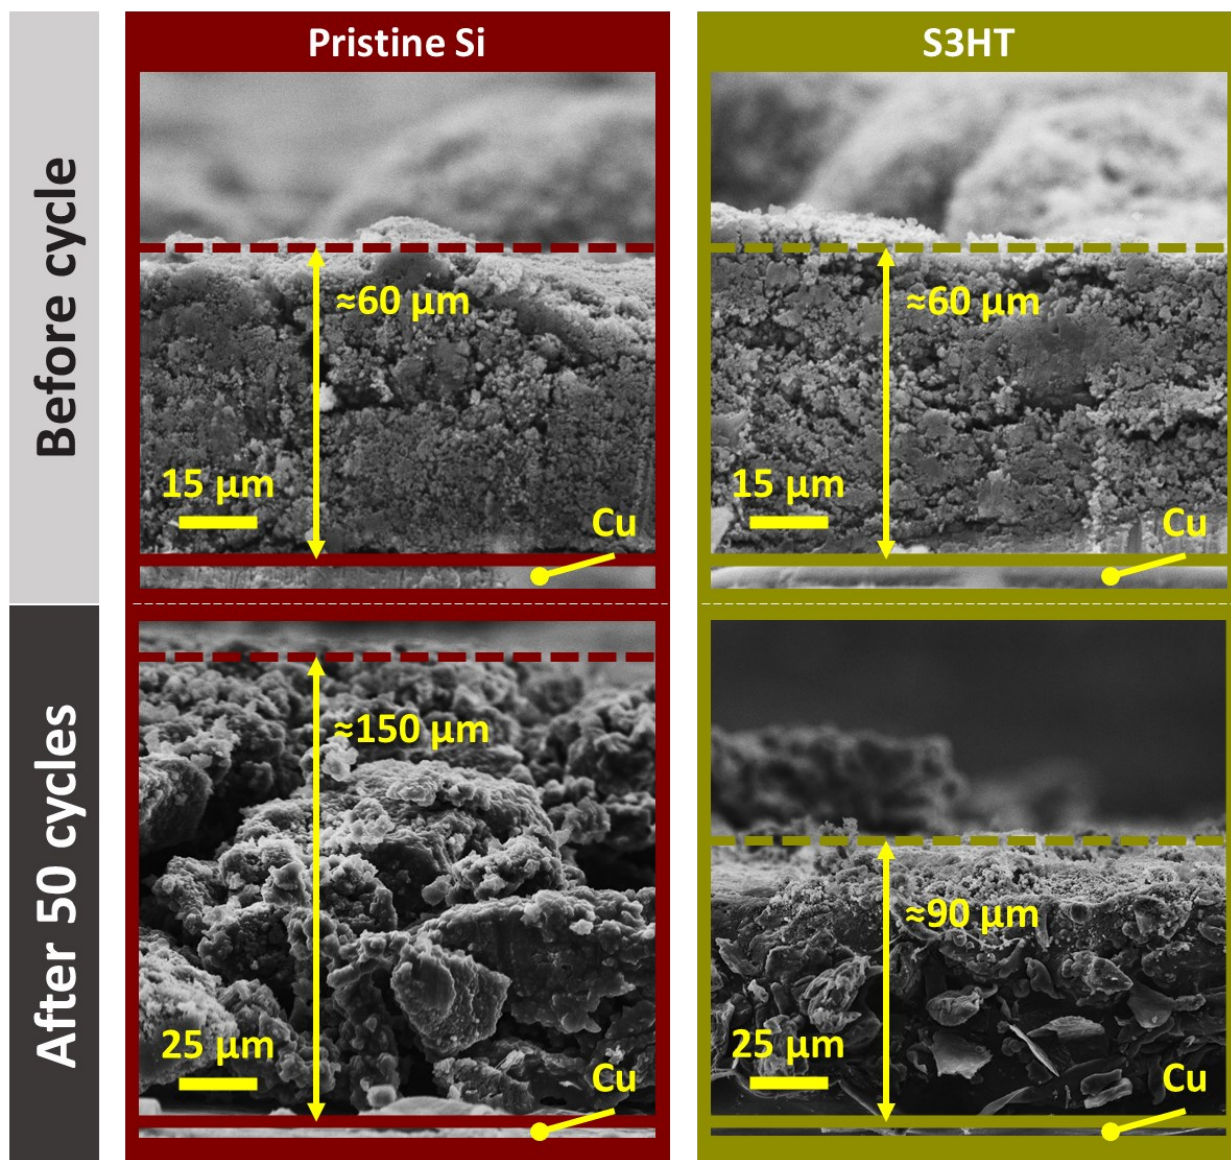 Pristine Si
S3HT
Before cycle
≈60 μm
15 μm
Cu
≈60 μm
15 μm
Cu
After 50 cycles
≈150 μm
25 μm
Cu
≈90 μm
25 μm
Cu